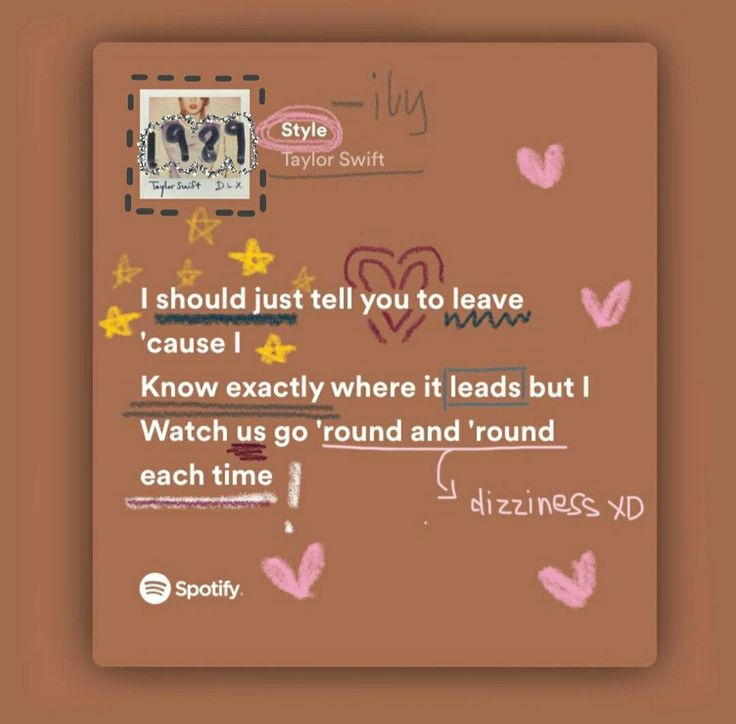 ily
Style
Taylor Swift
1989
Taylor Swift D.L.X
I should just tell you to leave
'cause I
Know exactly where it leads but I
Watch us go 'round and 'round
each time !
dizziness XD
Spotify